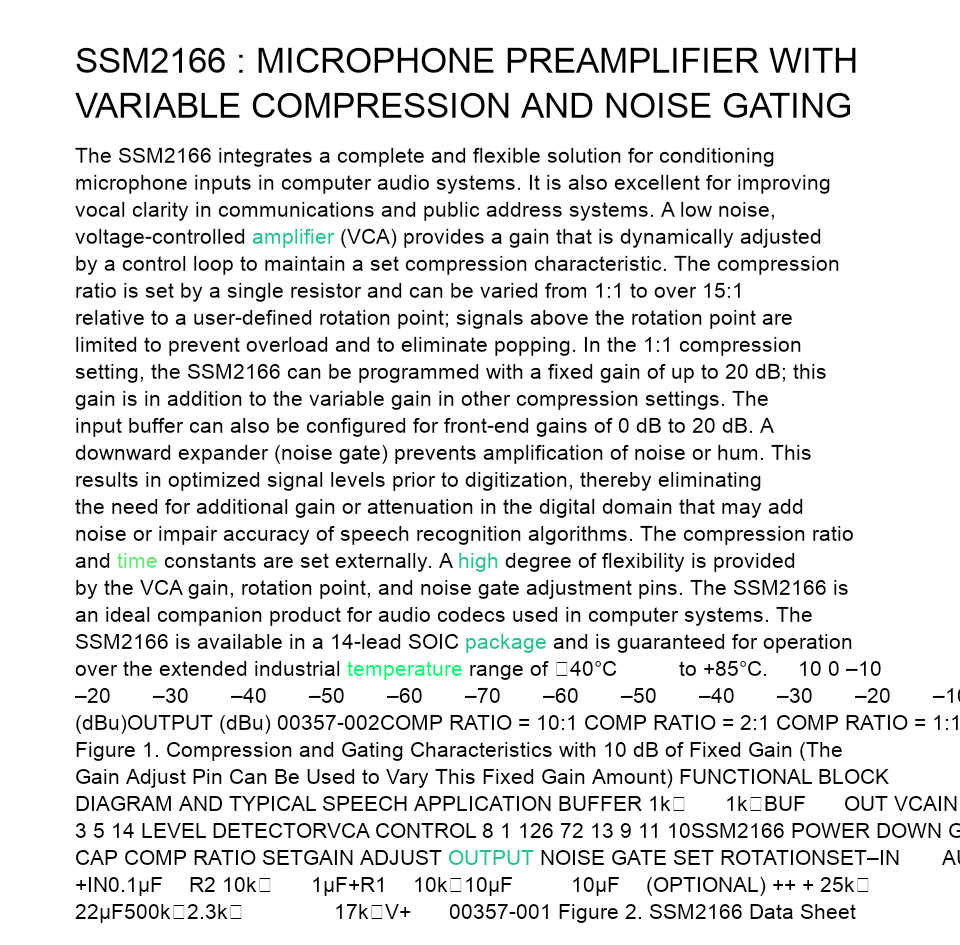 SSM2166 : MICROPHONE PREAMPLIFIER WITH
VARIABLE COMPRESSION AND NOISE GATING
The SSM2166 integrates a complete and flexible solution for conditioning
microphone inputs in computer audio systems. It is also excellent for improving
vocal clarity in communications and public address systems. A low noise,
voltage-controlled amplifier (VCA) provides a gain that is dynamically adjusted
by a control loop to maintain a set compression characteristic. The compression
ratio is set by a single resistor and can be varied from 1:1 to over 15:1
relative to a user-defined rotation point; signals above the rotation point are
limited to prevent overload and to eliminate popping. In the 1:1 compression
setting, the SSM2166 can be programmed with a fixed gain of up to 20 dB; this
gain is in addition to the variable gain in other compression settings. The
input buffer can also be configured for front-end gains of 0 dB to 20 dB. A
downward expander (noise gate) prevents amplification of noise or hum. This
results in optimized signal levels prior to digitization, thereby eliminating
the need for additional gain or attenuation in the digital domain that may add
noise or impair accuracy of speech recognition algorithms. The compression ratio
and time constants are set externally. A high degree of flexibility is provided
by the VCA gain, rotation point, and noise gate adjustment pins. The SSM2166 is
an ideal companion product for audio codecs used in computer systems. The
SSM2166 is available in a 14-lead SOIC package and is guaranteed for operation
over the extended industrial temperature range of □40°C to +85°C. 10 0 –10
–20 –30 –40 –50 –60 –70 –60 –50 –40 –30 –20 –10
(dBu)OUTPUT (dBu) 00357-002COMP RATIO = 10:1 COMP RATIO = 2:1 COMP RATIO = 1:1
Figure 1. Compression and Gating Characteristics with 10 dB of Fixed Gain (The
Gain Adjust Pin Can Be Used to Vary This Fixed Gain Amount) FUNCTIONAL BLOCK
DIAGRAM AND TYPICAL SPEECH APPLICATION BUFFER 1k□ 1k□BUF OUT VCAIN
3 5 14 LEVEL DETECTORVCA CONTROL 8 1 126 72 13 9 11 10SSM2166 POWER DOWN G
CAP COMP RATIO SETGAIN ADJUST OUTPUT NOISE GATE SET ROTATIONSET–IN AU
+IN0.1µF R2 10k□ 1µF+R1 10k□10µF 10µF (OPTIONAL) ++ + 25k□
22µF500k□2.3k□ 17k□V+ 00357-001 Figure 2. SSM2166 Data Sheet